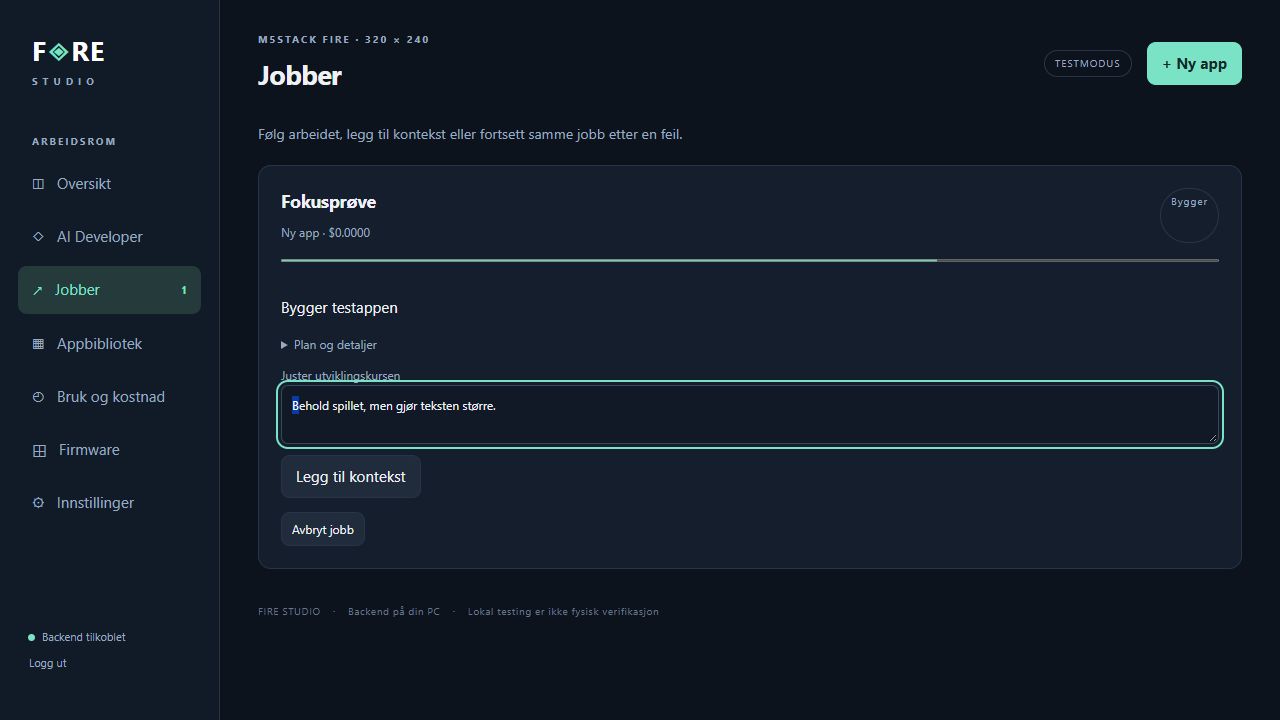 F RE
STUDIO
ARBEIDSROM
Oversikt
AI Developer
Jobber 1
Appbibliotek
Bruk og kostnad
Firmware
Innstillinger
Backend tilkoblet
Logg ut
M5STACK FIRE · 320 × 240
Jobber
TESTMODUS
+ Ny app
Følg arbeidet, legg til kontekst eller fortsett samme jobb etter en feil.
Fokusprøve
Bygger
Ny app · $0.0000
Bygger testappen
Plan og detaljer
Juster utviklingskursen
Behold spillet, men gjør teksten større.
Legg til kontekst
Avbryt jobb
FIRE STUDIO · Backend på din PC · Lokal testing er ikke fysisk verifikasjon